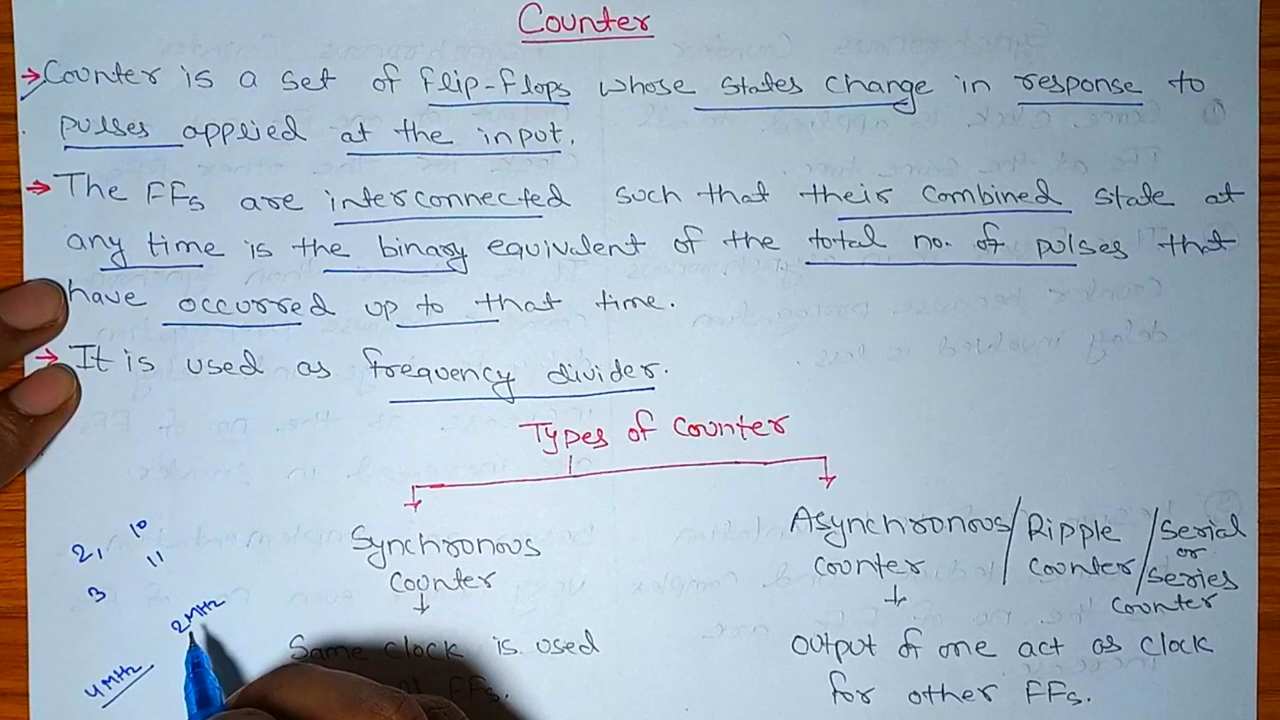 Counter
→ Counter is a set of flip-flops whose states change in response to
pulses applied at the input.
→ The FFs are interconnected such that their combined state at
any time is the binary equivalent of the total no. of pulses that
have occurred up to that time.
→ It is used as frequency divider.
Types of counter
Synchronous
counter
Same clock is used
FFs.
Asynchronous/ Ripple / Serial
counter / counter / or series
counter
output of one act as clock
for other FFs.
2, 10
3 11
2 MHz
4 MHz